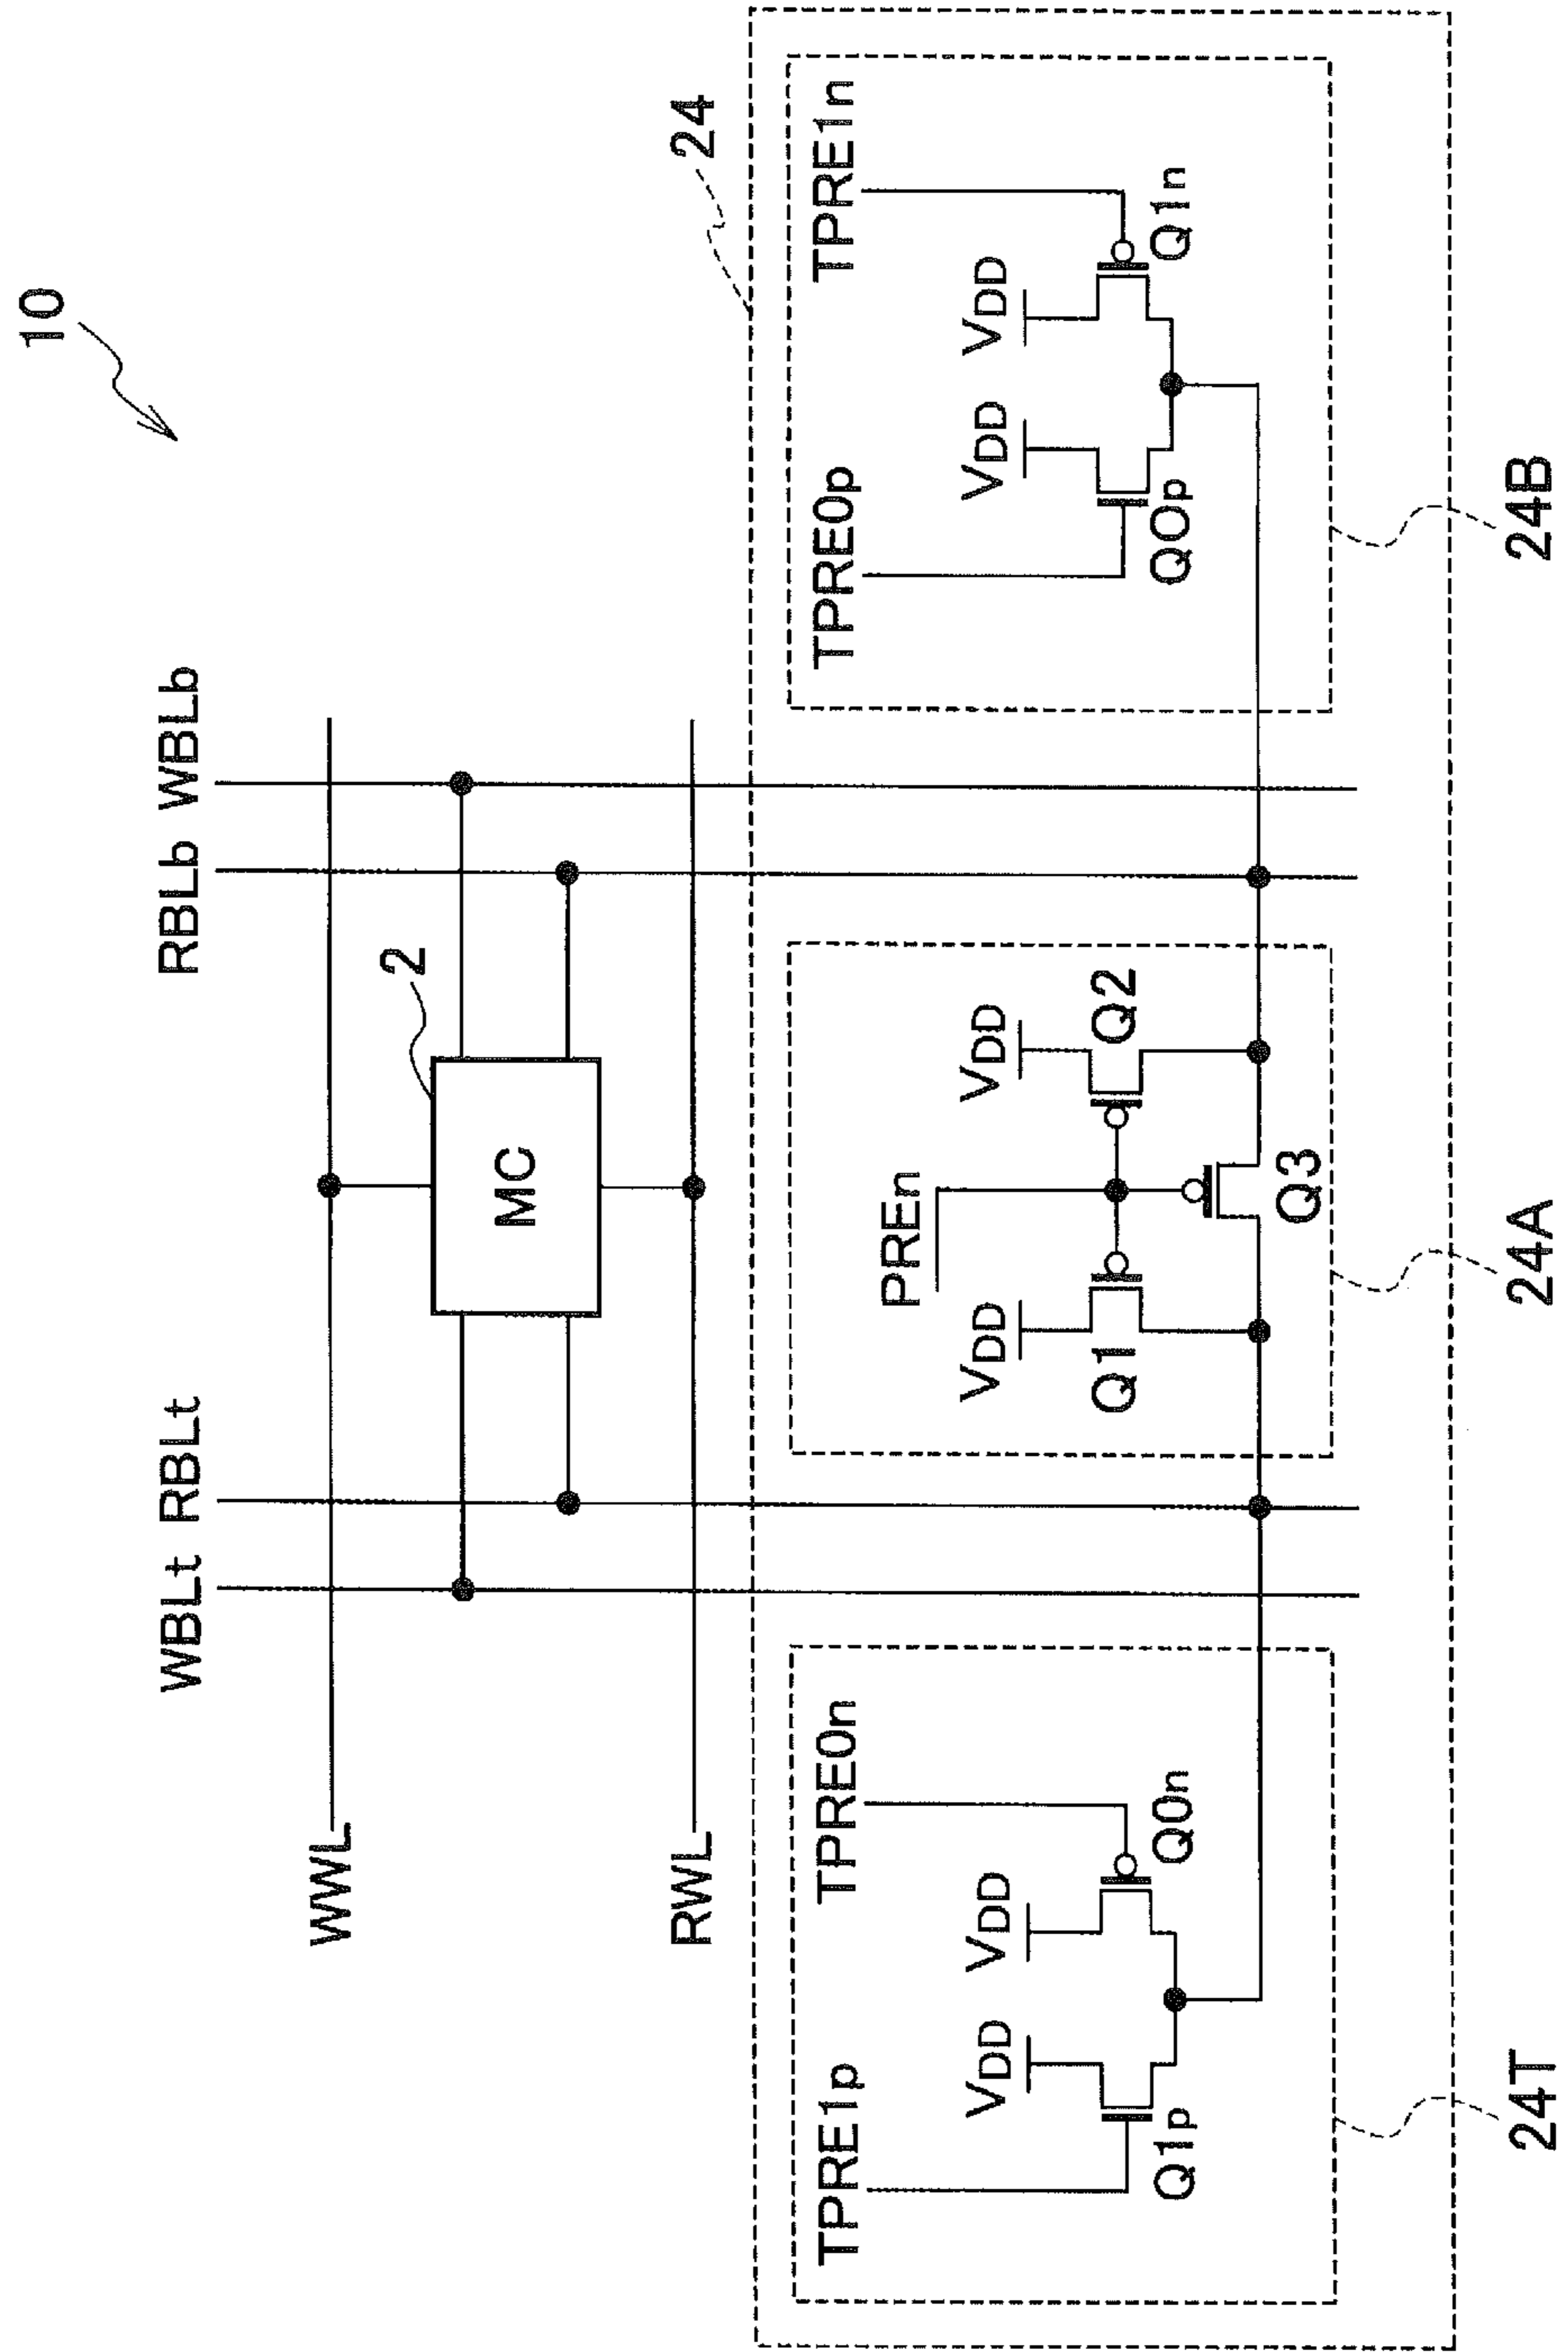 10
WBLt RBLt
RBLb WBLb
WWL
2
MC
RWL
24
TPRE1p
TPRE0n
PREn
TPRE0p
TPRE1n
VDD
VDD
VDD
VDD
VDD
VDD
Q1p
Q0n
Q1
Q2
Q0p
Q1n
Q3
24T
24A
24B